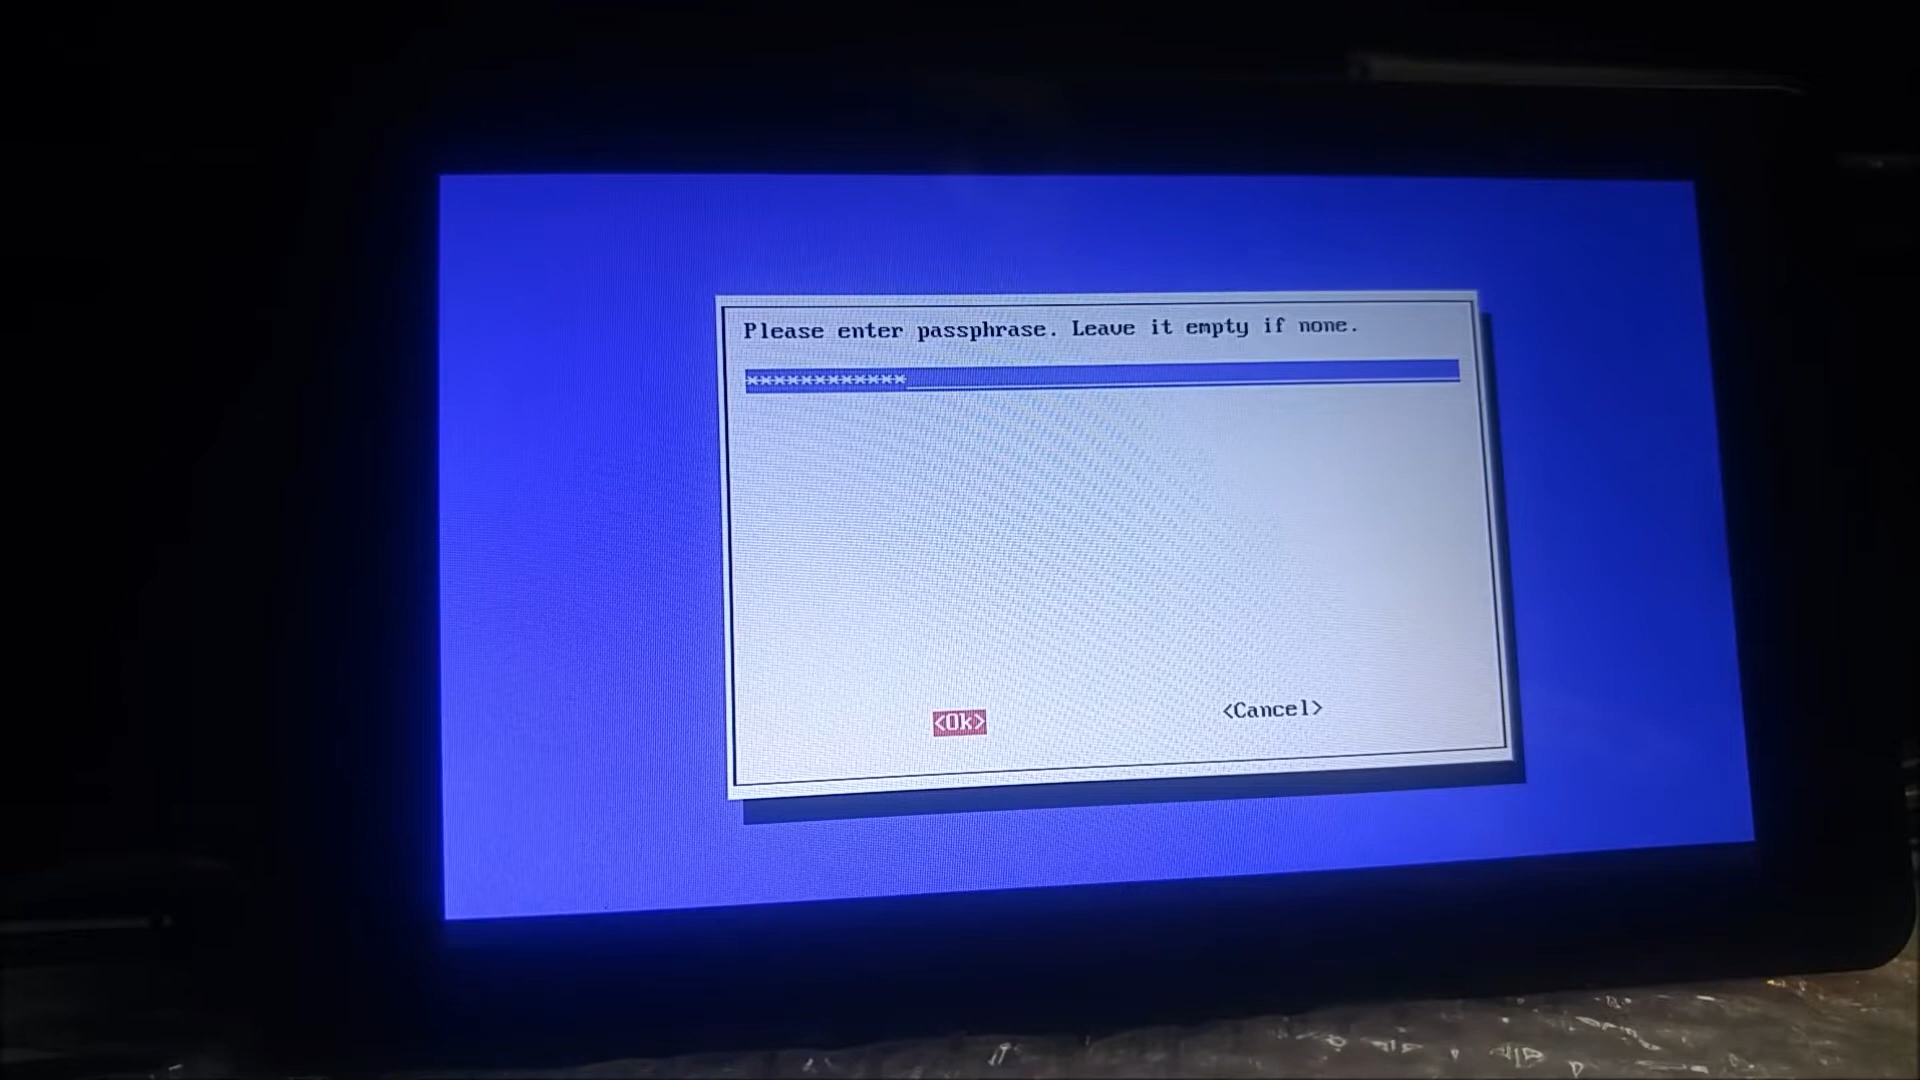 Please enter passphrase. Leave it empty if none.
************
<Ok> <Cancel>